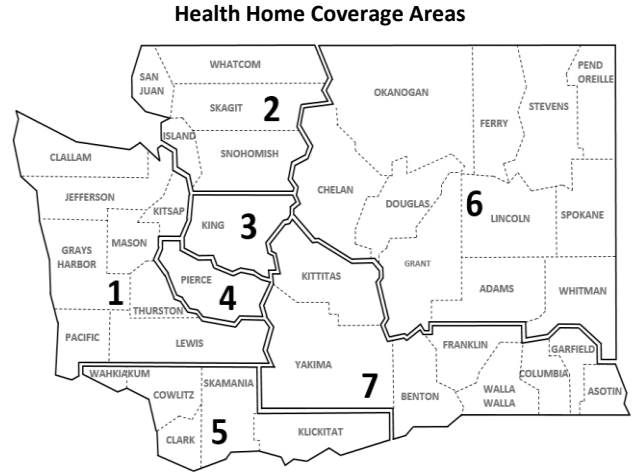 Health Home Coverage Areas
WHATCOM
SAN
JUAN
SKAGIT
2
ISLAND
SNOHOMISH
OKANOGAN
FERRY
STEVENS
PEND
OREILLE
CLALLAM
JEFFERSON
KITSAP
KING
3
CHELAN
DOUGLAS
6
LINCOLN
SPOKANE
GRAYS
HARBOR
MASON
1
PIERCE
4
THURSTON
KITTITAS
GRANT
ADAMS
WHITMAN
PACIFIC
LEWIS
WAHKIAKUM
COWLITZ
SKAMANIA
CLARK
5
YAKIMA
7
KLICKITAT
BENTON
FRANKLIN
WALLA
WALLA
COLUMBIA
GARFIELD
ASOTIN